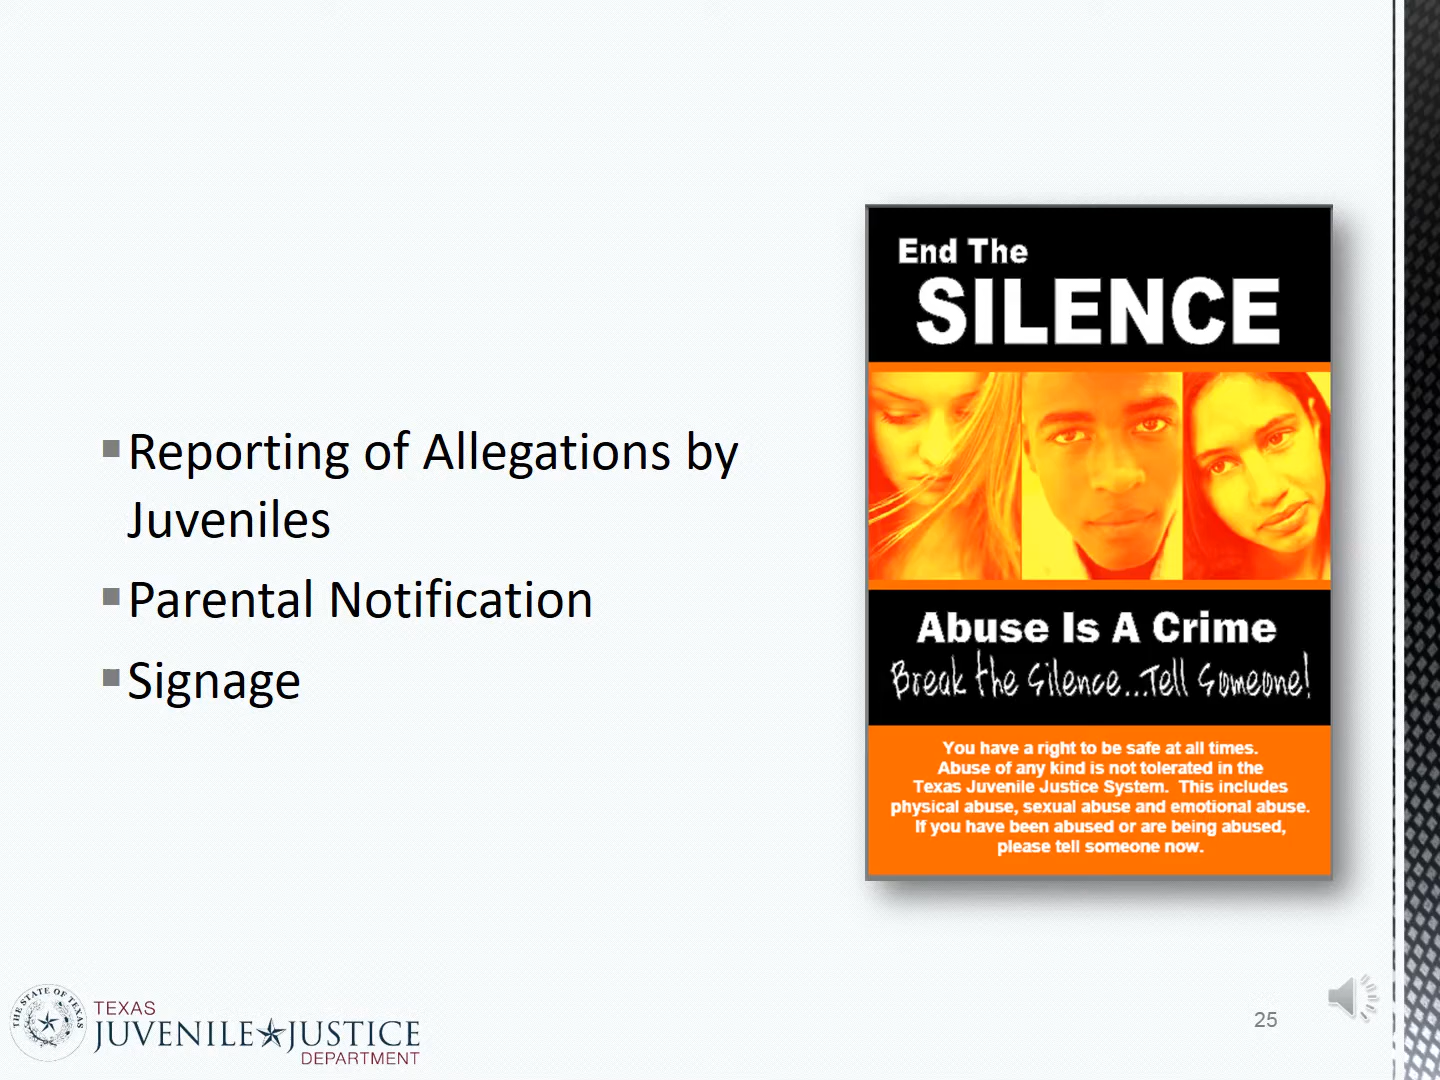 ▪Reporting of Allegations by
Juveniles
▪Parental Notification
▪Signage
End The
SILENCE
Abuse Is A Crime
Break the Silence...Tell Someone!
You have a right to be safe at all times.
Abuse of any kind is not tolerated in the
Texas Juvenile Justice System. This includes
physical abuse, sexual abuse and emotional abuse.
If you have been abused or are being abused,
please tell someone now.
THE STATE OF TEXAS
TEXAS
JUVENILE★JUSTICE
DEPARTMENT
25